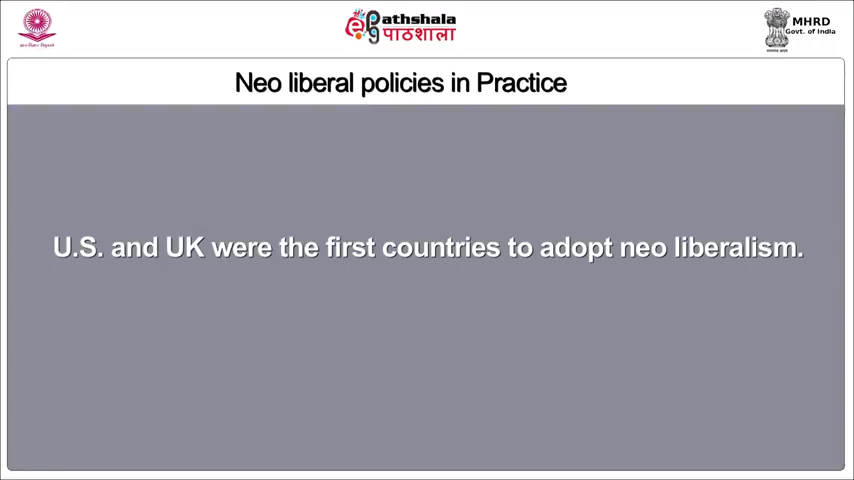 ePathshala
पाठशाला
MHRD
Govt. of India
Neo liberal policies in Practice
U.S. and UK were the first countries to adopt neo liberalism.